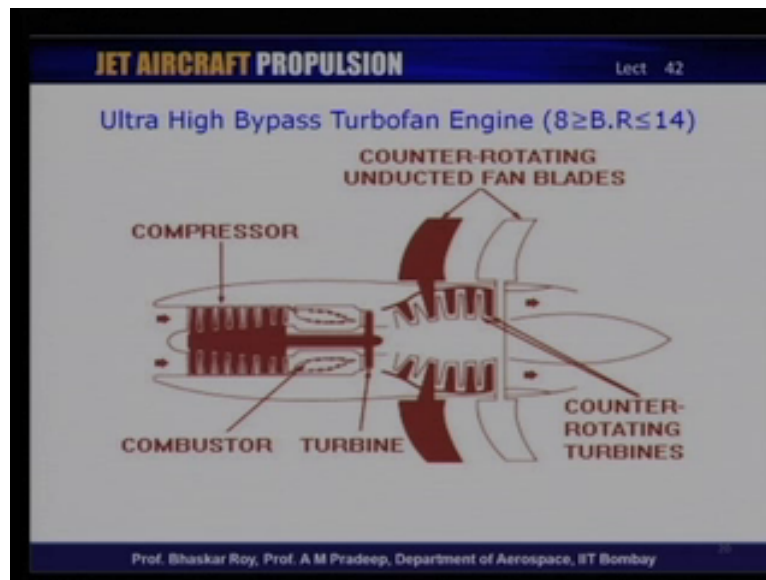 JET AIRCRAFT PROPULSION
Lect 42
Ultra High Bypass Turbofan Engine (8≥B.R≤14)
COUNTER-ROTATING
UNDUCTED FAN BLADES
COMPRESSOR
COMBUSTOR
TURBINE
COUNTER-
ROTATING
TURBINES
Prof. Bhaskar Roy, Prof. A M Pradeep, Department of Aerospace, IIT Bombay